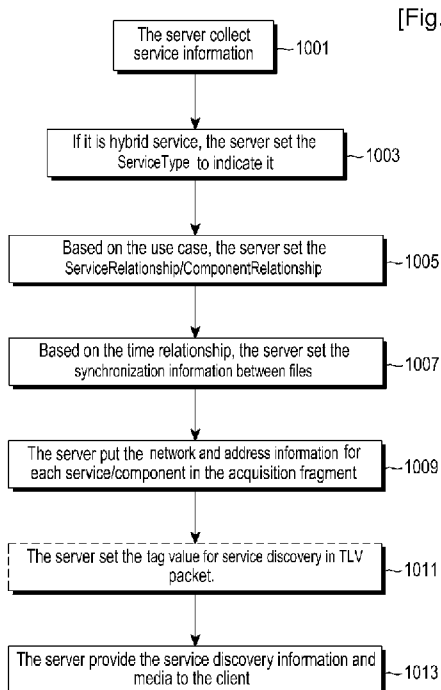 [Fig.
The server collect
service information
1001
If it is hybrid service, the server set the
ServiceType to indicate it
1003
Based on the use case, the server set the
ServiceRelationship/ComponentRelationship
1005
Based on the time relationship, the server set the
synchronization information between files
1007
The server put the network and address information for
each service/component in the acquisition fragment
1009
The server set the tag value for service discovery in TLV
packet.
1011
The server provide the service discovery information and
media to the client
1013